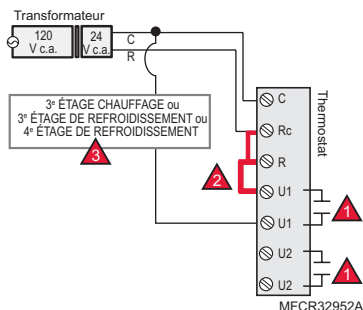 Transformateur
120 V c.a.
24 V c.a.
C
R
3e ÉTAGE CHAUFFAGE ou
3e ÉTAGE DE REFROIDISSEMENT ou
4e ÉTAGE DE REFROIDISSEMENT
3
2
Thermostat
C
Rc
R
U1
U1
U2
U2
1
1
MFCR32952A